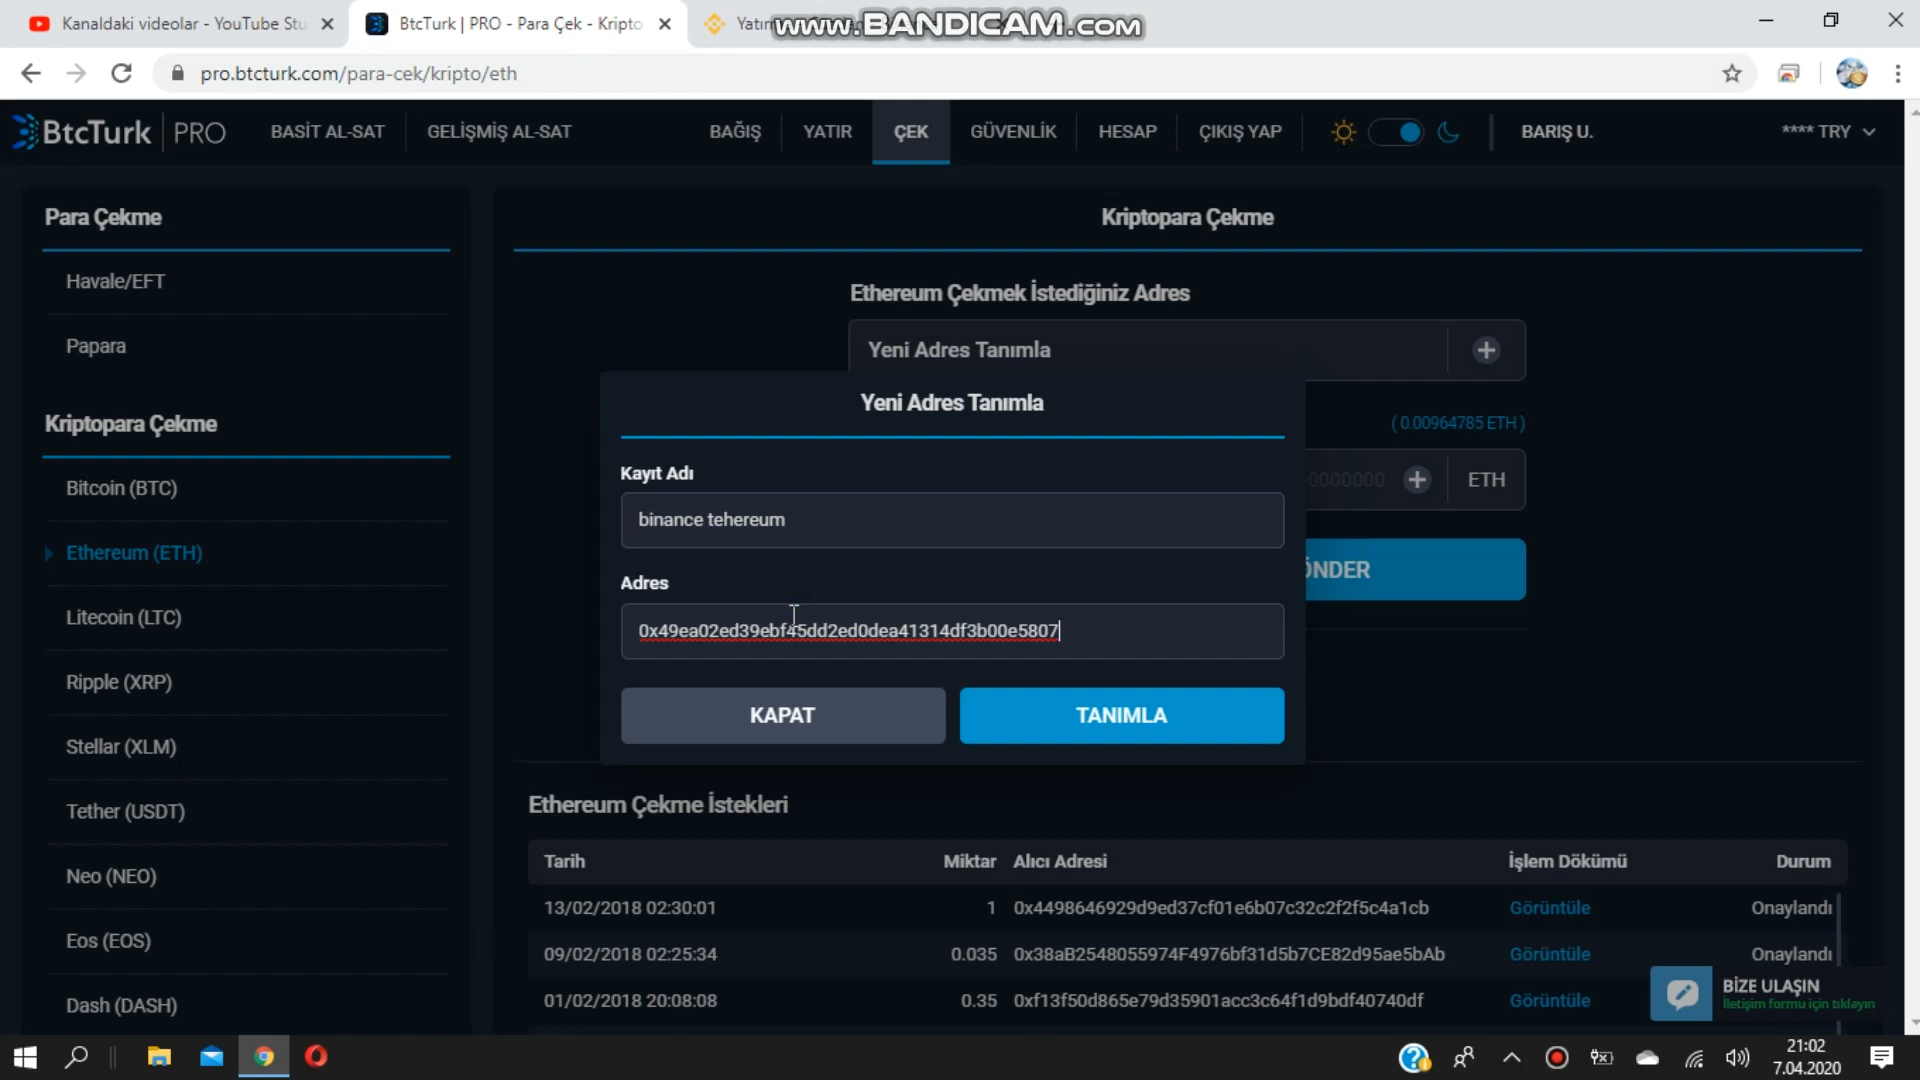 Kanaldaki videolar - YouTube Stu
BtcTurk | PRO - Para Çek - Kripto
www.BANDICAM.com
pro.btcturk.com/para-cek/kripto/eth
BtcTurk | PRO
BASİT AL-SAT
GELİŞMİŞ AL-SAT
BAĞIŞ
YATIR
ÇEK
GÜVENLİK
HESAP
ÇIKIŞ YAP
BARIŞ U.
**** TRY
Para Çekme
Havale/EFT
Papara
Kriptopara Çekme
Bitcoin (BTC)
Ethereum (ETH)
Litecoin (LTC)
Ripple (XRP)
Stellar (XLM)
Tether (USDT)
Neo (NEO)
Eos (EOS)
Dash (DASH)
Kriptopara Çekme
Ethereum Çekmek İstediğiniz Adres
Yeni Adres Tanımla
( 0.00964785 ETH )
0000000
ETH
ÖNDER
Yeni Adres Tanımla
Kayıt Adı
binance tehereum
Adres
0x49ea02ed39ebf45dd2ed0dea41314df3b00e5807
KAPAT
TANIMLA
Ethereum Çekme İstekleri
Tarih Miktar Alıcı Adresi İşlem Dökümü Durum
13/02/2018 02:30:01 1 0x4498646929d9ed37cf01e6b07c32c2f2f5c4a1cb Görüntüle Onaylandı
09/02/2018 02:25:34 0.035 0x38aB2548055974F4976bf31d5b7CE82d95ae5bAb Görüntüle Onaylandı
01/02/2018 20:08:08 0.35 0xf13f50d865e79d35901acc3c64f1d9bdf40740df Görüntüle
BİZE ULAŞIN
İletişim formu için tıklayın
21:02
7.04.2020